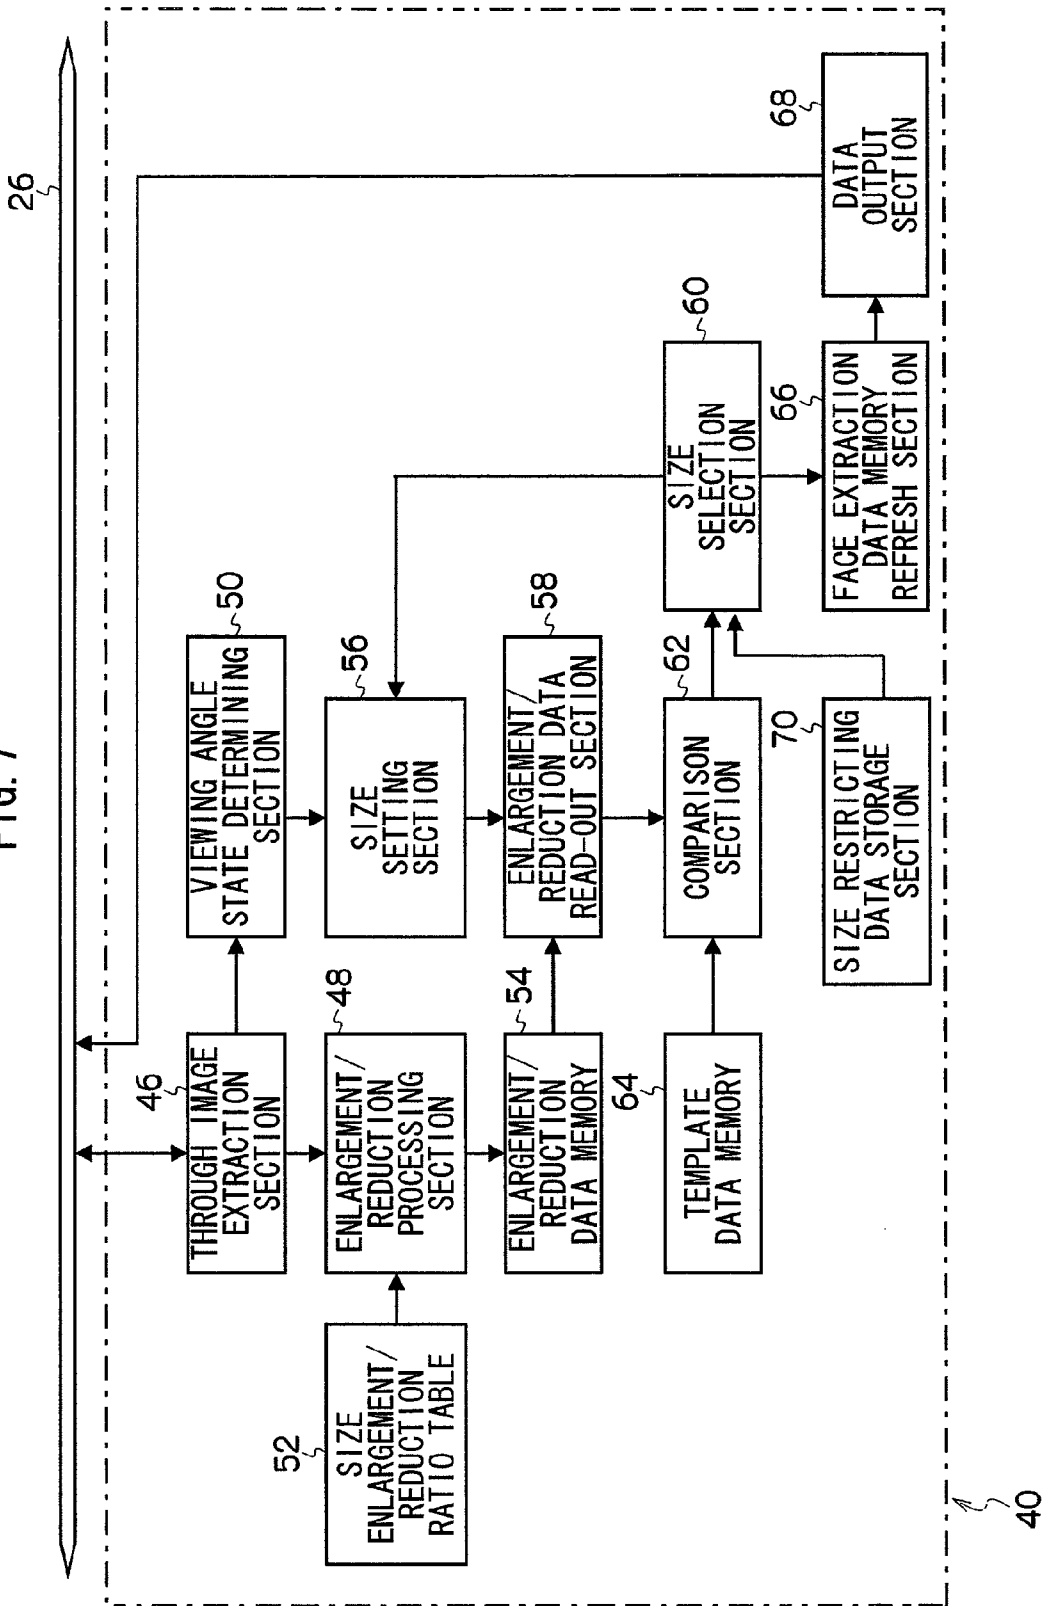 FIG. 7
26
46
THROUGH IMAGE
EXTRACTION
SECTION
50
VIEWING ANGLE
STATE DETERMINING
SECTION
52
SIZE
ENLARGEMENT/
REDUCTION
RATIO TABLE
48
ENLARGEMENT/
REDUCTION
PROCESSING
SECTION
56
SIZE
SETTING
SECTION
54
ENLARGEMENT/
REDUCTION
DATA MEMORY
58
ENLARGEMENT/
REDUCTION DATA
READ-OUT SECTION
64
TEMPLATE
DATA MEMORY
62
COMPARISON
SECTION
60
SIZE
SELECTION
SECTION
70
SIZE RESTRICTING
DATA STORAGE
SECTION
66
FACE EXTRACTION
DATA MEMORY
REFRESH SECTION
68
DATA
OUTPUT
SECTION
40